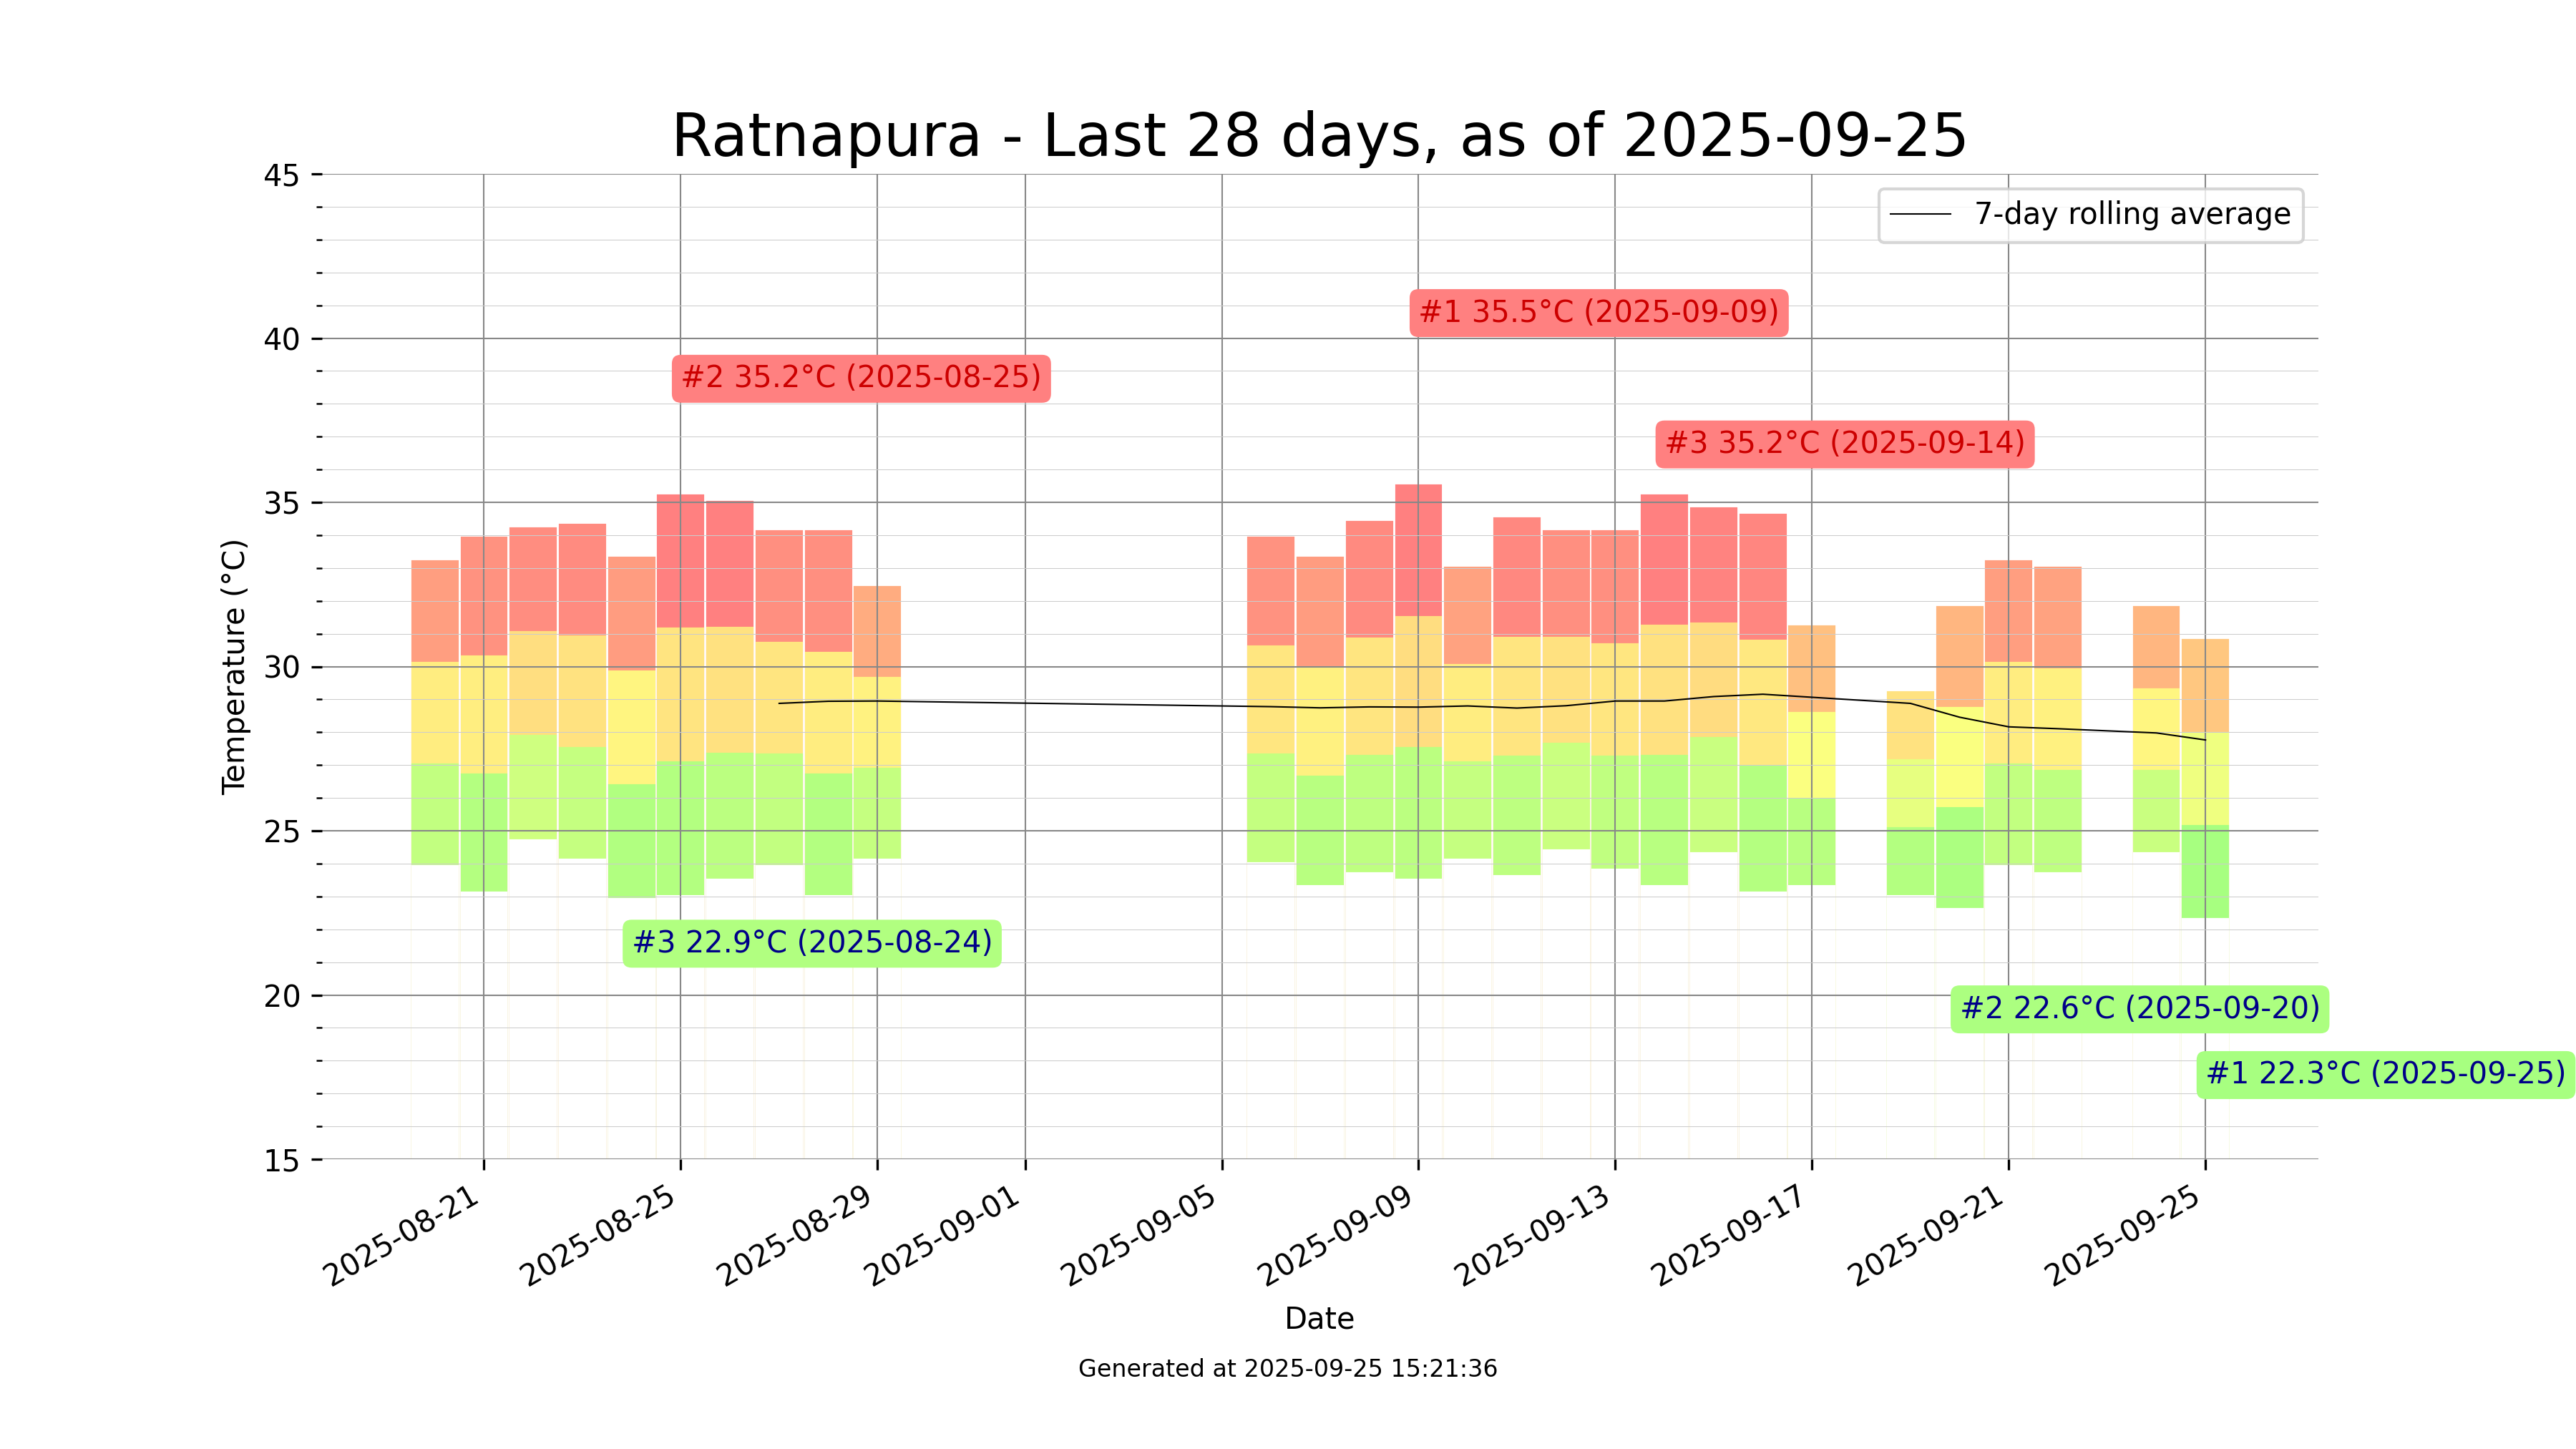 Ratnapura - Last 28 days, as of 2025-09-25
7-day rolling average
#1 35.5°C (2025-09-09)
#2 35.2°C (2025-08-25)
#3 35.2°C (2025-09-14)
#3 22.9°C (2025-08-24)
#2 22.6°C (2025-09-20)
#1 22.3°C (2025-09-25)
Temperature (°C)
45
40
35
30
25
20
15
2025-08-21
2025-08-25
2025-08-29
2025-09-01
2025-09-05
2025-09-09
2025-09-13
2025-09-17
2025-09-21
2025-09-25
Date
Generated at 2025-09-25 15:21:36